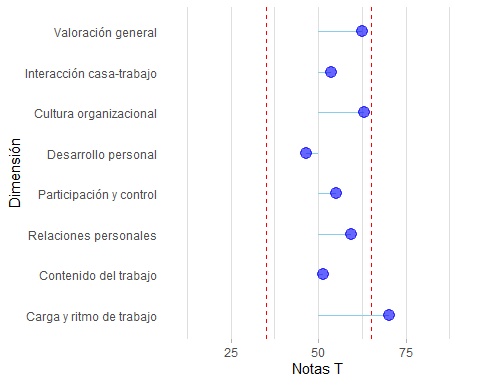 Valoración general
Interacción casa-trabajo
Cultura organizacional
Desarrollo personal
Participación y control
Relaciones personales
Contenido del trabajo
Carga y ritmo de trabajo
Dimensión
25 50 75
Notas T